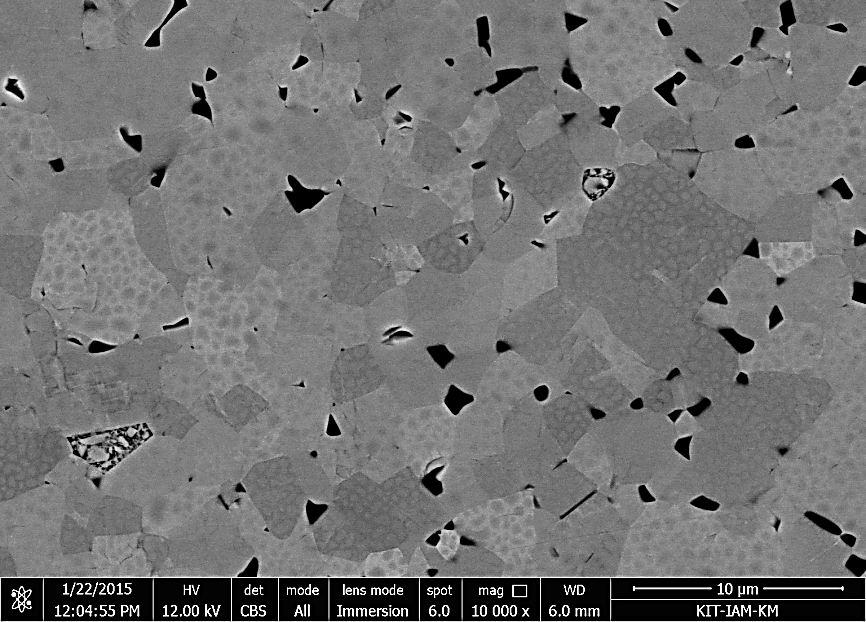 1/22/2015 HV det mode lens mode spot mag WD 10 µm
12:04:55 PM 12.00 kV CBS All Immersion 6.0 10 000 x 6.0 mm KIT-IAM-KM